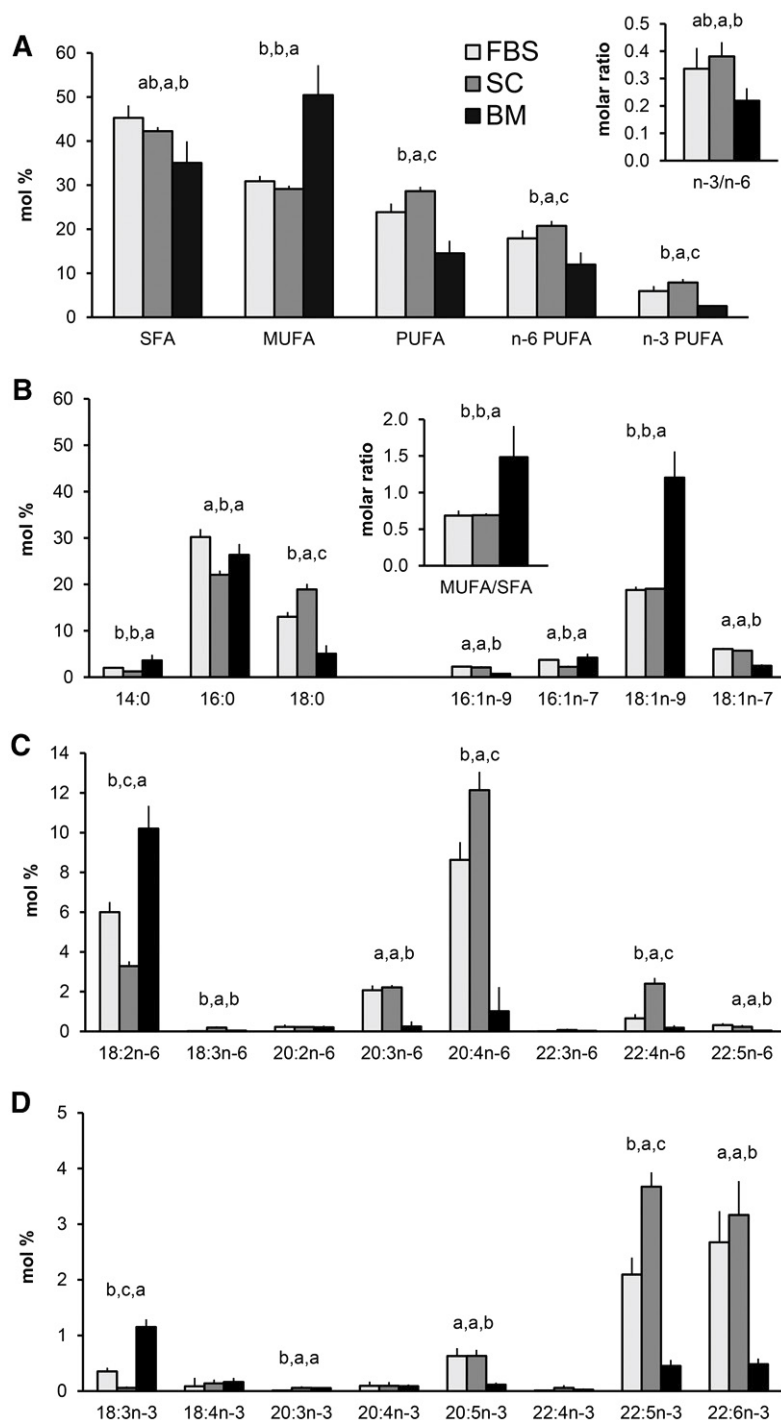 A
60
50
40
30
20
10
0
mol %
ab,a,b
b,b,a
b,a,c
b,a,c
b,a,c
FBS
SC
BM
SFA
MUFA
PUFA
n-6 PUFA
n-3 PUFA
ab,a,b
0.5
0.4
0.3
0.2
0.1
0.0
molar ratio
n-3/n-6
B
60
50
40
30
20
10
0
mol %
b,b,a
a,b,a
b,a,c
a,a,b
a,b,a
b,b,a
a,a,b
14:0
16:0
18:0
16:1n-9
16:1n-7
18:1n-9
18:1n-7
b,b,a
2.0
1.5
1.0
0.5
0.0
molar ratio
MUFA/SFA
C
14
12
10
8
6
4
2
0
mol %
b,c,a
b,a,b
a,a,b
b,a,c
b,a,c
a,a,b
18:2n-6
18:3n-6
20:2n-6
20:3n-6
20:4n-6
22:3n-6
22:4n-6
22:5n-6
D
5
4
3
2
1
0
mol %
b,c,a
b,a,a
a,a,b
b,a,c
a,a,b
18:3n-3
18:4n-3
20:3n-3
20:4n-3
20:5n-3
22:4n-3
22:5n-3
22:6n-3